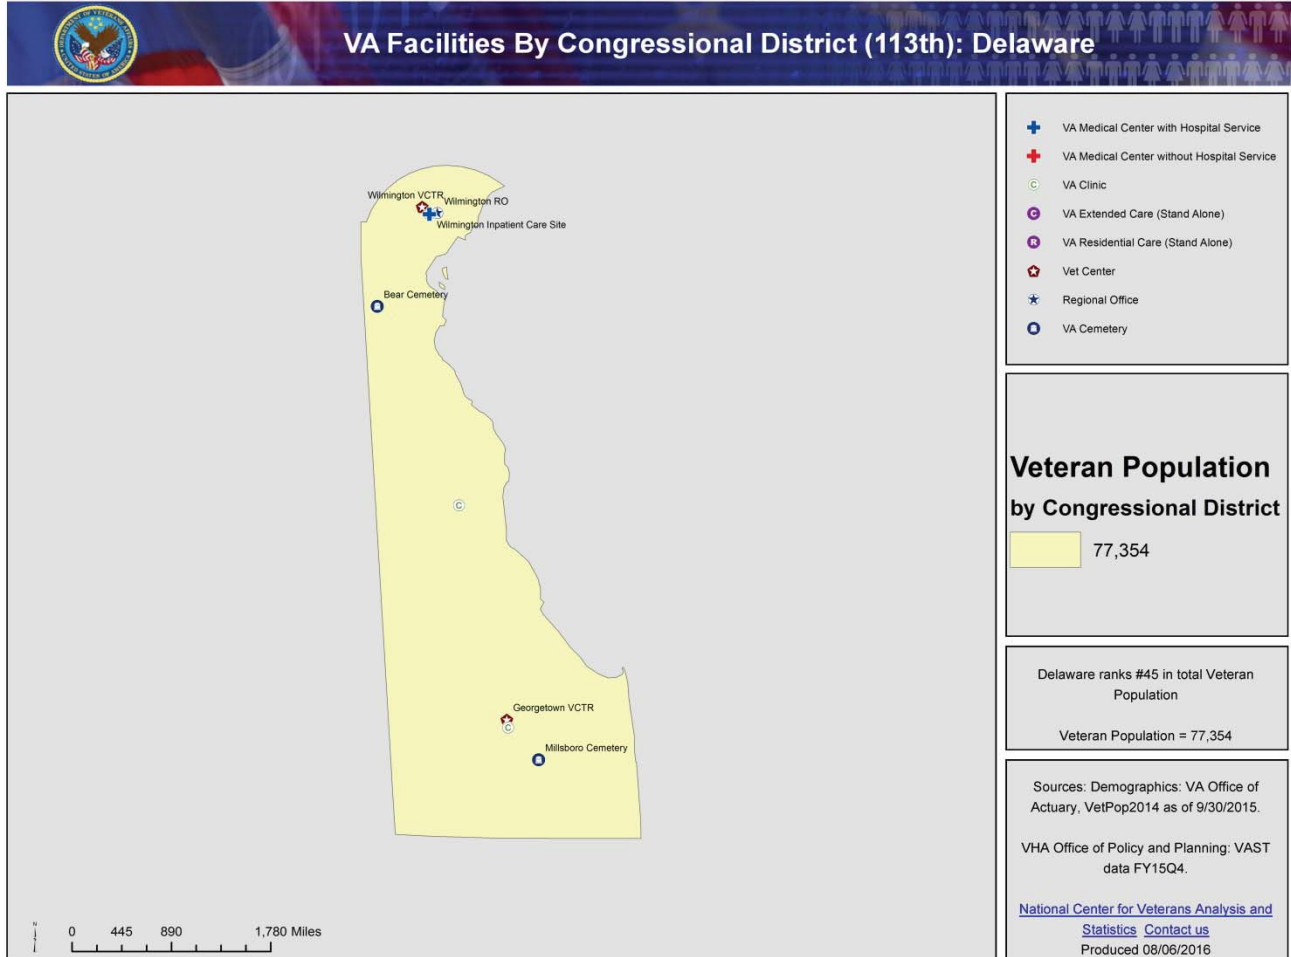 VA Facilities By Congressional District (113th): Delaware
Wilmington VCTR
Wilmington RO
Wilmington Inpatient Care Site
Bear Cemetery
C
Georgetown VCTR
C
Millsboro Cemetery
N
0 445 890 1,780 Miles
VA Medical Center with Hospital Service
VA Medical Center without Hospital Service
C VA Clinic
C VA Extended Care (Stand Alone)
R VA Residential Care (Stand Alone)
Vet Center
Regional Office
VA Cemetery
Veteran Population
by Congressional District
77,354
Delaware ranks #45 in total Veteran
Population
Veteran Population = 77,354
Sources: Demographics: VA Office of
Actuary, VetPop2014 as of 9/30/2015.
VHA Office of Policy and Planning: VAST
data FY15Q4.
National Center for Veterans Analysis and
Statistics Contact us
Produced 08/06/2016